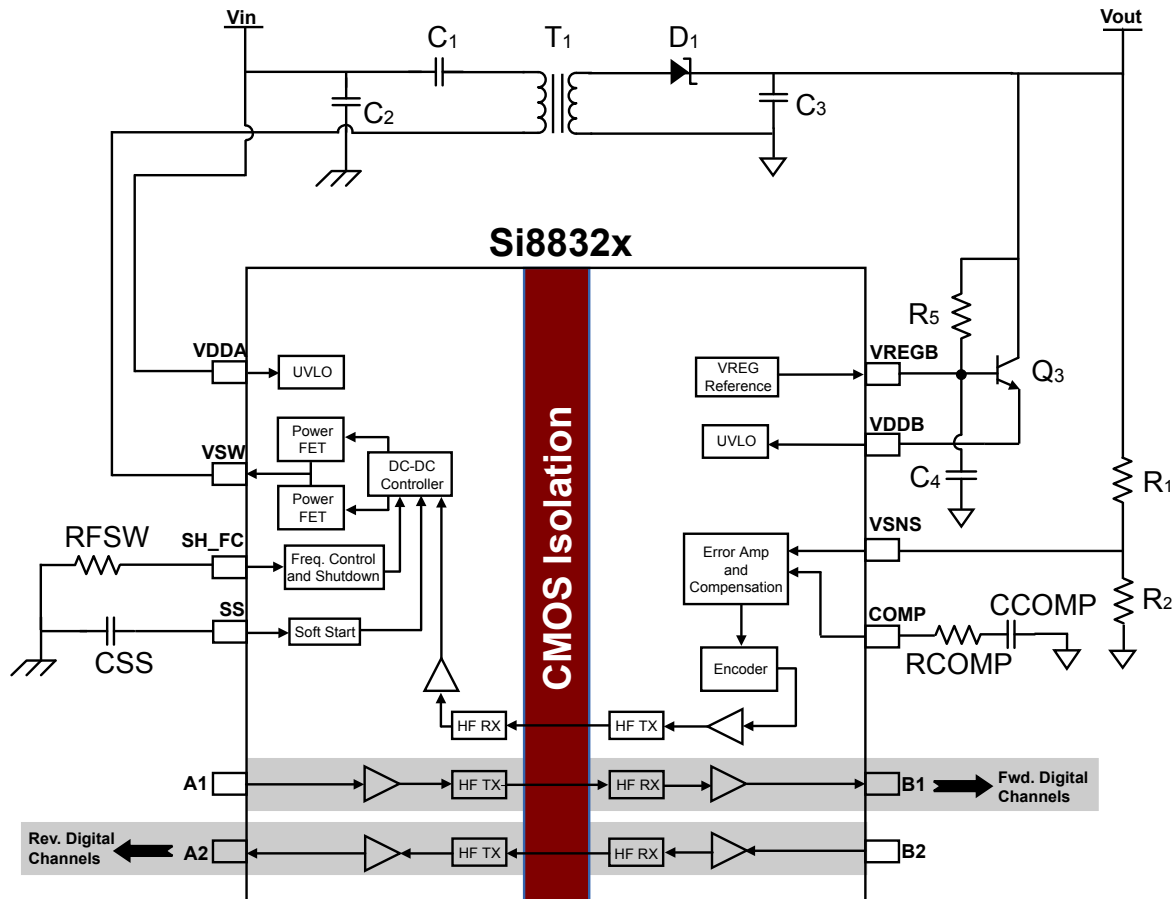 Vin
Vout
C1
T1
D1
C2
C3
Si8832x
CMOS Isolation
VDDA
UVLO
VSW
Power
FET
Power
FET
DC-DC
Controller
RFSW
SH_FC
Freq. Control
and Shutdown
SS
Soft Start
CSS
R5
VREG
Reference
VREGB
Q3
UVLO
VDDB
C4
R1
VSNS
Error Amp
and
Compensation
COMP
CCOMP
R2
RCOMP
Encoder
HF RX
HF TX
A1
HF TX
HF RX
B1
Fwd. Digital
Channels
Rev. Digital
Channels
A2
HF TX
HF RX
B2